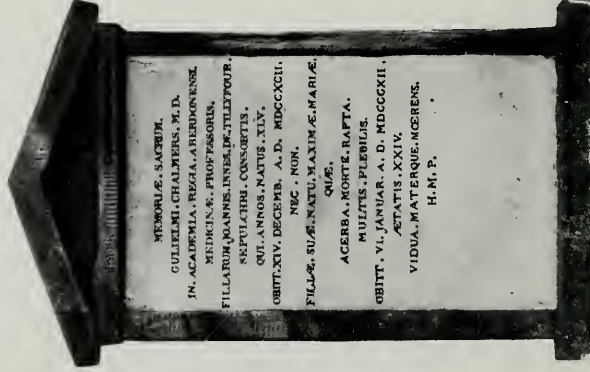 MEMORIÆ. SACRUM.
GULIELMI. CHALMERS. M. D.
IN. ACADEMIA. REGIA. ABERDONENSI.
MEDICINÆ. PROFESSORIS.
FILLARUM. JOANNIS. INNES. DE. TILLYFOUR.
SEPULCHRI. CONSORTIS.
QUI. ANNOS. NATUS. XLV.
OBIIT. XIV. DECEMB. A. D. MDCCXCII.
NEC. NON.
FILLÆ. SUÆ. NATU. MAXIMÆ. MARIÆ.
QUÆ.
ACERBA. MORTE. RAPTA.
MULTIS. FLEBILIS.
OBIIT. VI. JANUAR. A. D. MDCCCXII.
ÆTATIS. XXIV.
VIDUA. MATERQUE. MŒRENS.
H. M. P.